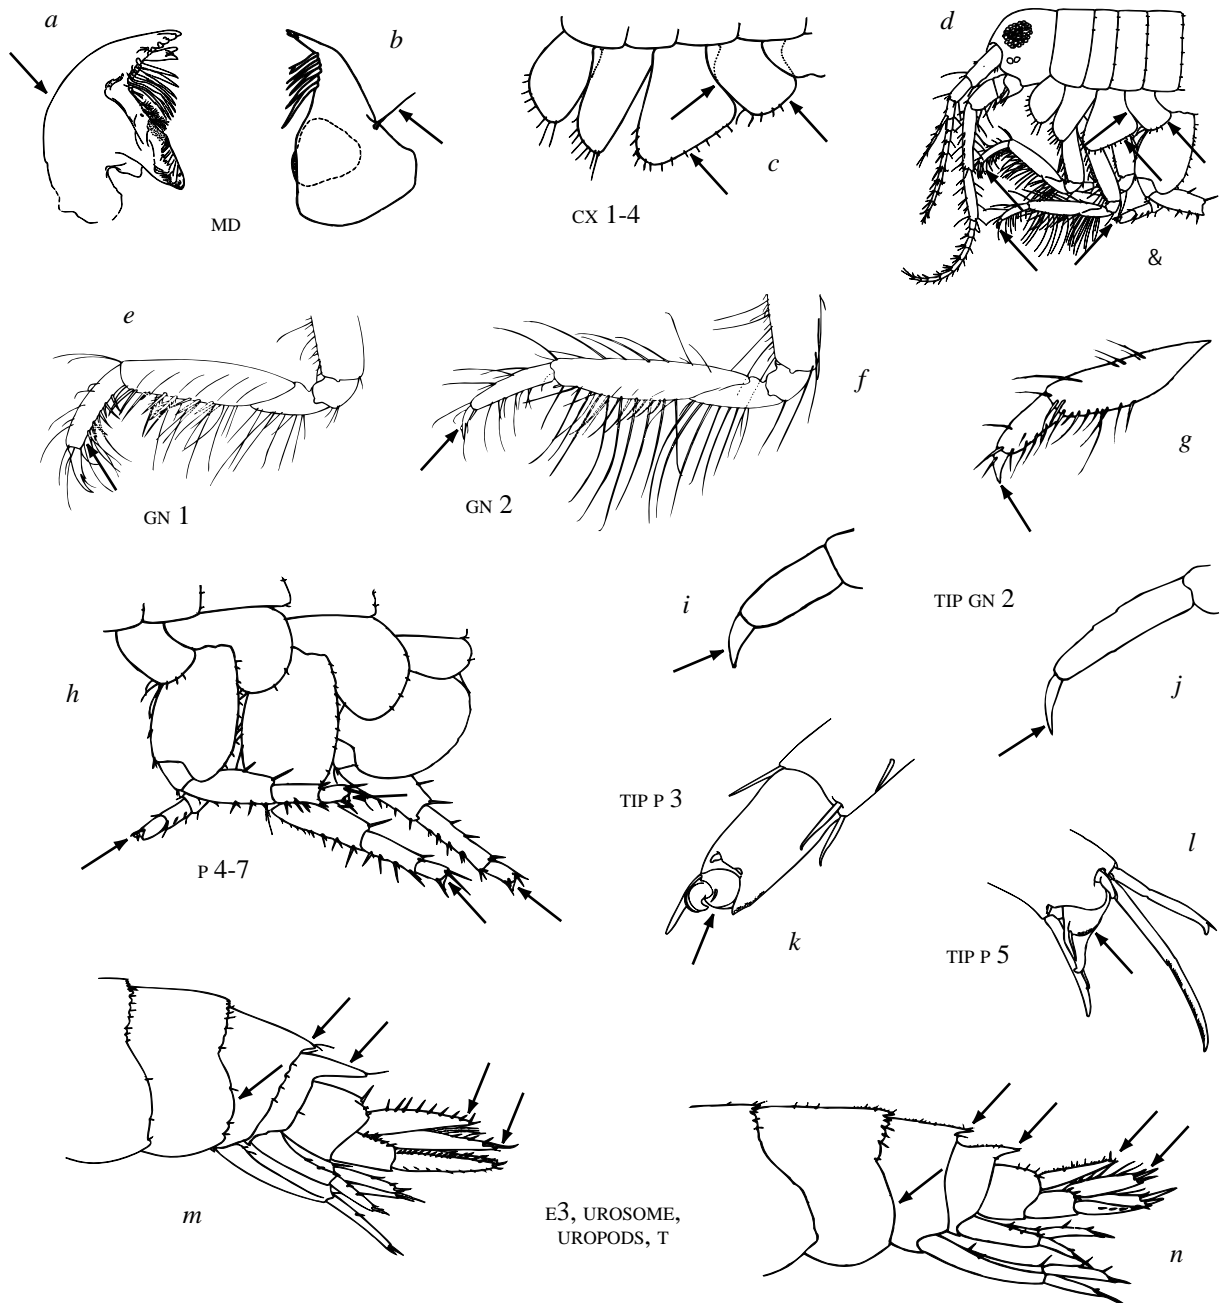 a
b
c
d
MD
CX 1-4
&
e
f
g
GN 1
GN 2
h
i
TIP GN 2
j
P 4-7
TIP P 3
k
l
TIP P 5
m
E3, UROSOME,
UROPODS, T
n